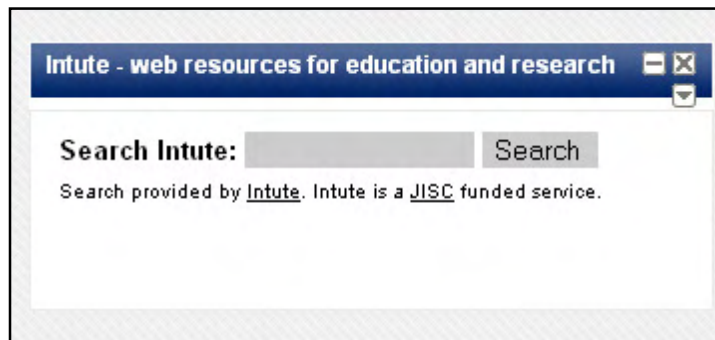 Intute - web resources for education and research
Search Intute: Search
Search provided by Intute. Intute is a JISC funded service.